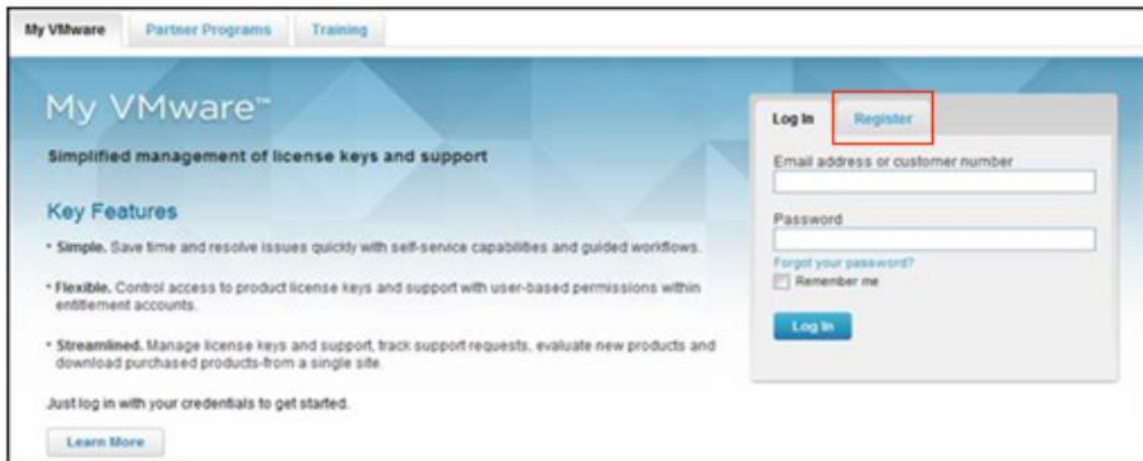 My VMware Partner Programs Training
My VMware™
Simplified management of license keys and support
Key Features
• Simple. Save time and resolve issues quickly with self-service capabilities and guided workflows.
• Flexible. Control access to product license keys and support with user-based permissions within
entitlement accounts.
• Streamlined. Manage license keys and support, track support requests, evaluate new products and
download purchased products-from a single site.
Just log in with your credentials to get started.
Learn More
Log In Register
Email address or customer number
Password
Forgot your password?
Remember me
Log In